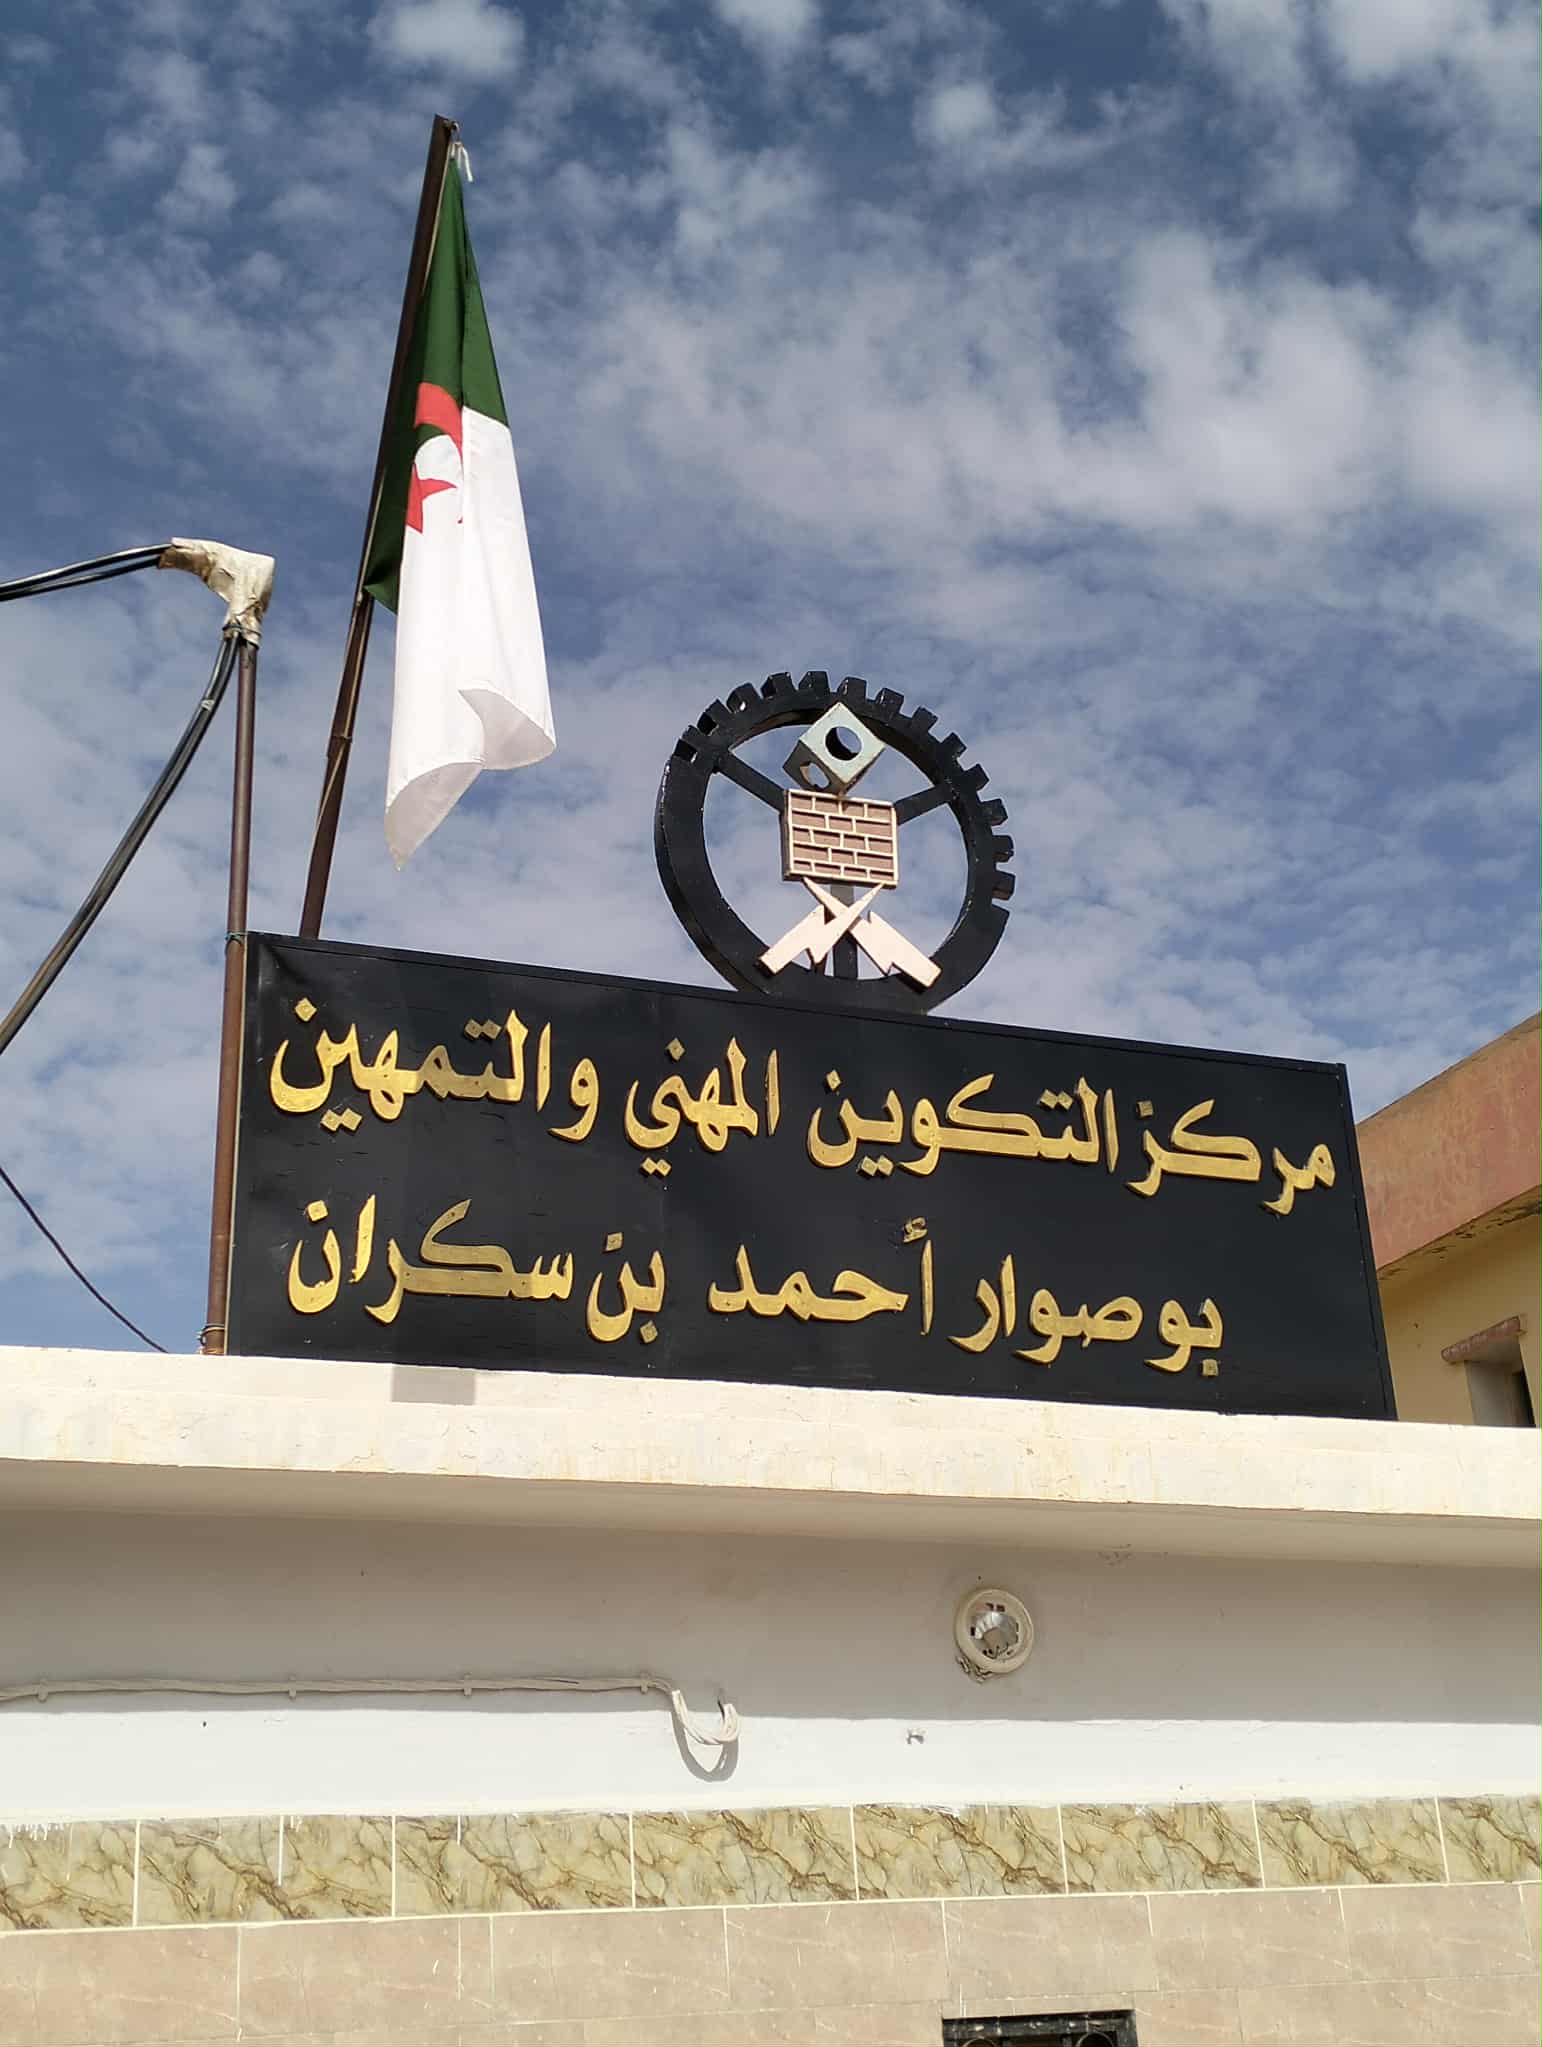 مركز التكوين المهني والتمهين
بوصوار أحمد بن سكران